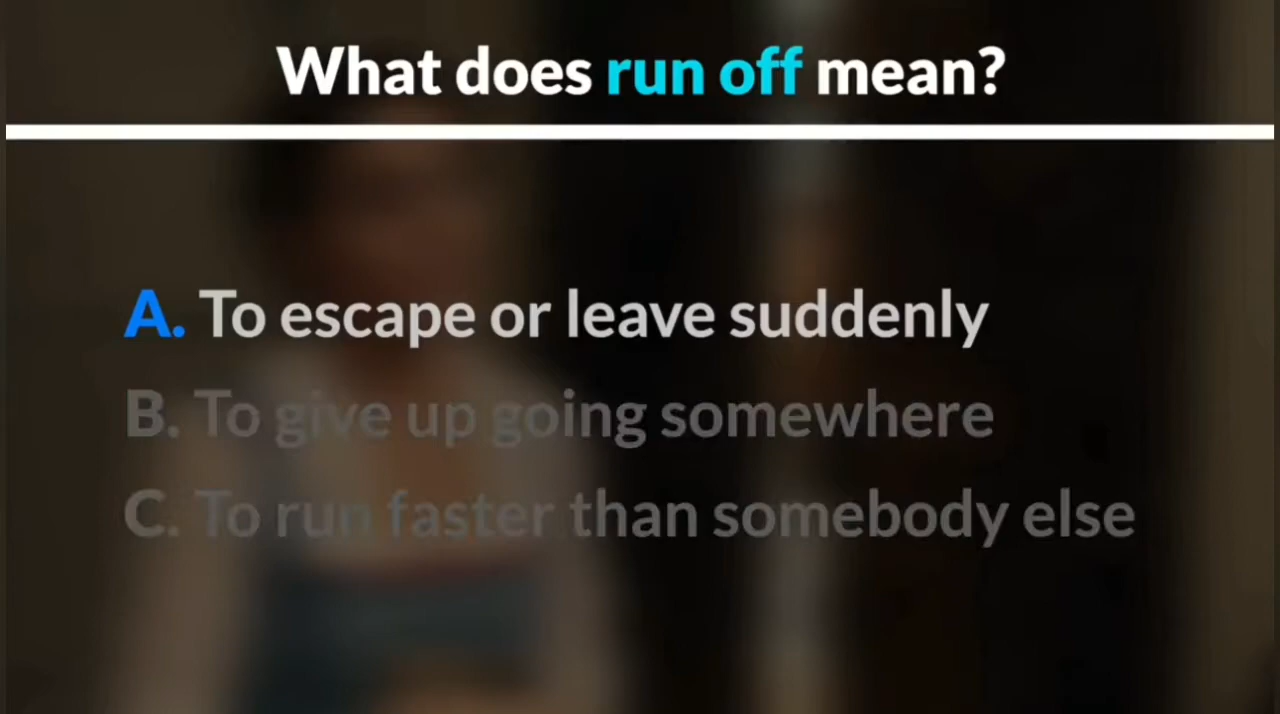 What does run off mean?
A. To escape or leave suddenly
B. To give up going somewhere
C. To run faster than somebody else